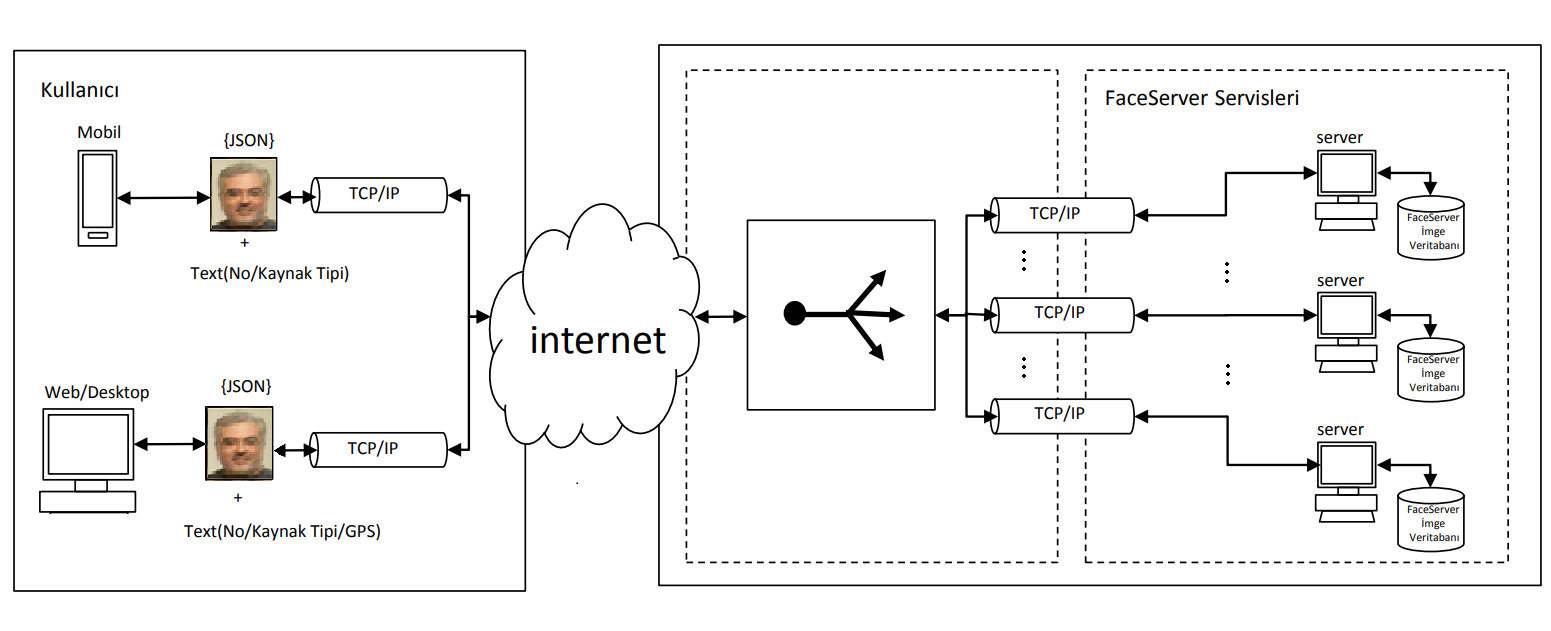 Kullanıcı
Mobil
{JSON}
TCP/IP
+
Text(No/Kaynak Tipi)
Web/Desktop
{JSON}
TCP/IP
+
Text(No/Kaynak Tipi/GPS)
internet
TCP/IP
TCP/IP
TCP/IP
FaceServer Servisleri
server
FaceServer
İmge
Veritabanı
server
FaceServer
İmge
Veritabanı
server
FaceServer
İmge
Veritabanı